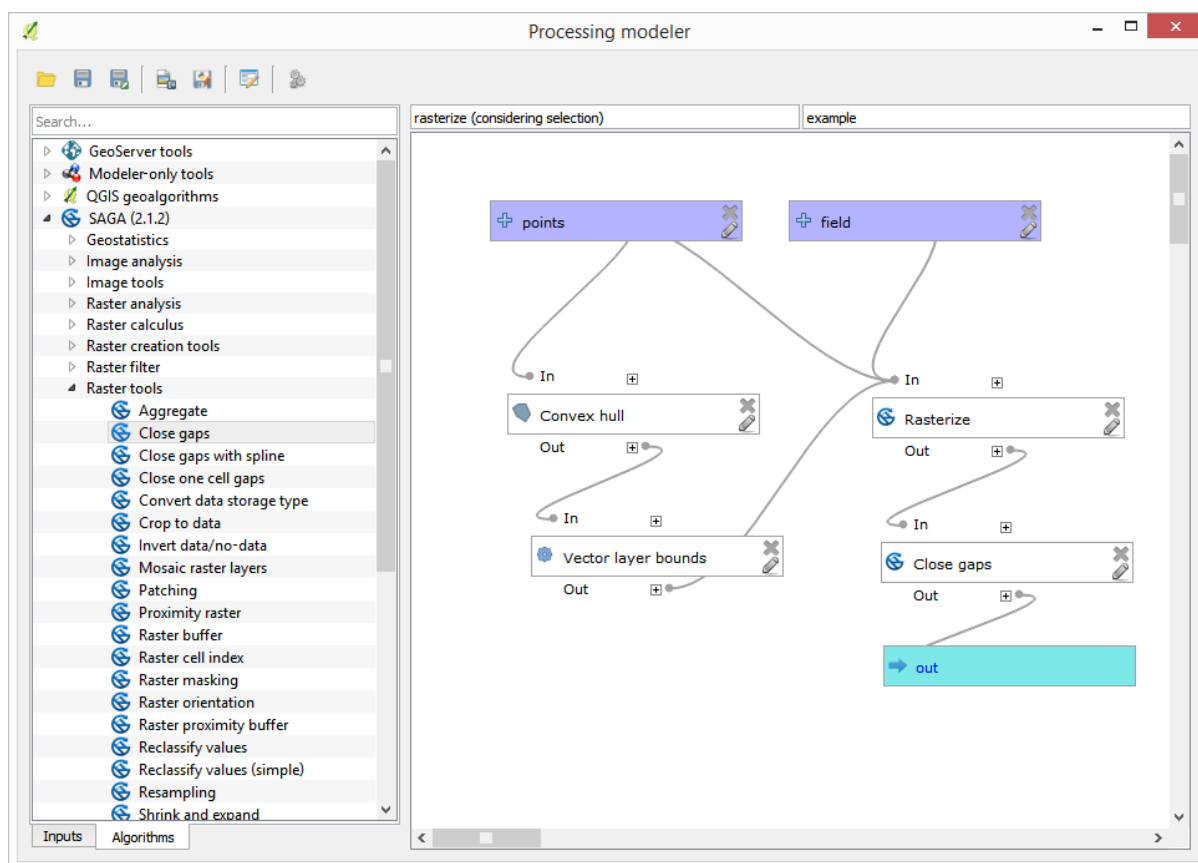 Processing modeler
Search...
rasterize (considering selection)
example
GeoServer tools
Modeler-only tools
QGIS geoalgorithms
SAGA (2.1.2)
Geostatistics
Image analysis
Image tools
Raster analysis
Raster calculus
Raster creation tools
Raster filter
Raster tools
Aggregate
Close gaps
Close gaps with spline
Close one cell gaps
Convert data storage type
Crop to data
Invert data/no-data
Mosaic raster layers
Patching
Proximity raster
Raster buffer
Raster cell index
Raster masking
Raster orientation
Raster proximity buffer
Reclassify values
Reclassify values (simple)
Resampling
Shrink and expand
Inputs
Algorithms
points
field
In
Convex hull
Out
In
Rasterize
Out
In
Vector layer bounds
Out
In
Close gaps
Out
out